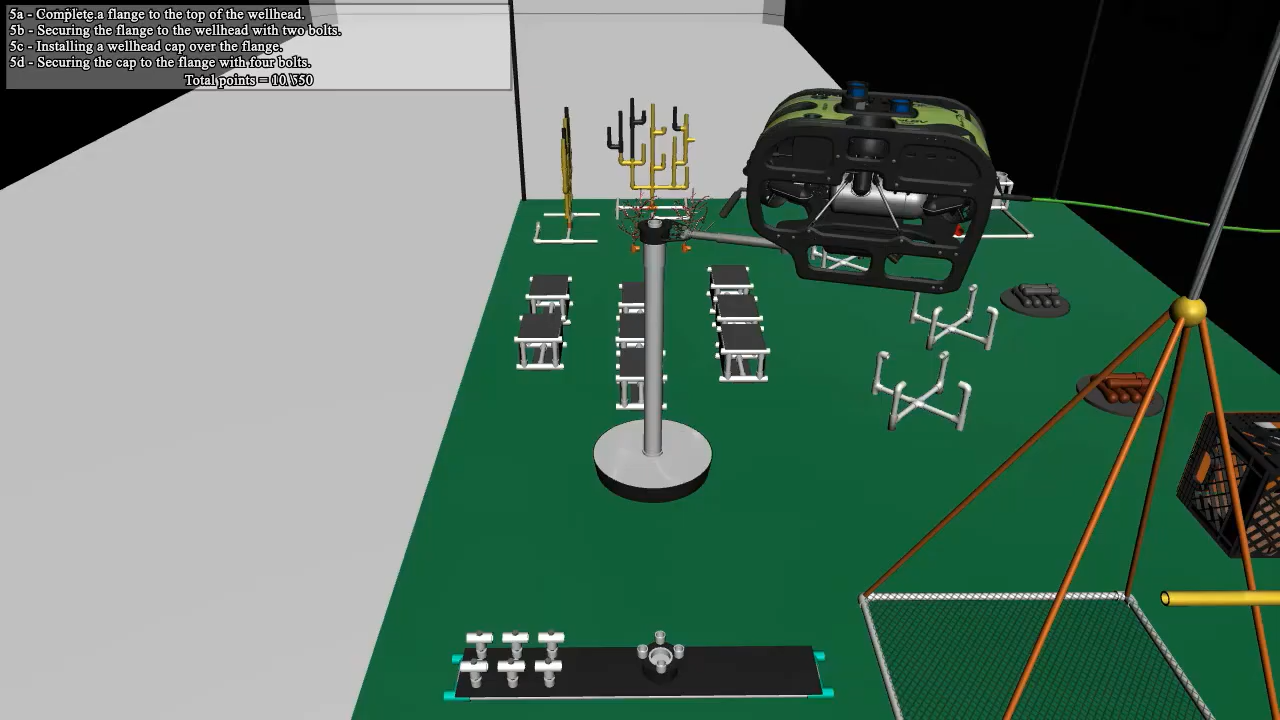 5a - Complete a flange to the top of the wellhead.
5b - Securing the flange to the wellhead with two bolts.
5c - Installing a wellhead cap over the flange.
5d - Securing the cap to the flange with four bolts.
Total points =